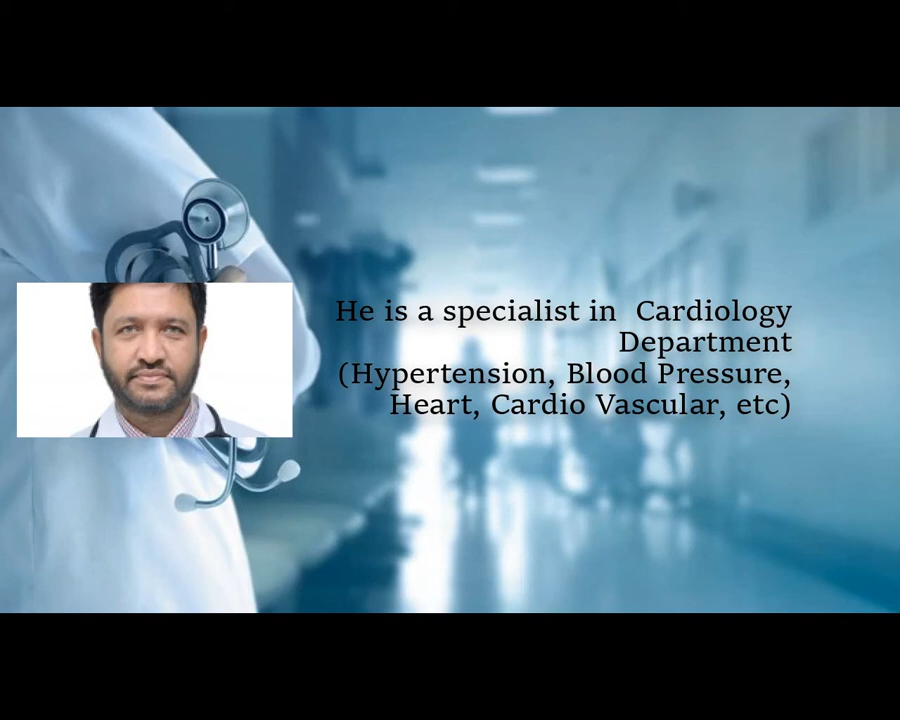 He is a specialist in  Cardiology
Department
(Hypertension, Blood Pressure,
Heart, Cardio Vascular, etc)